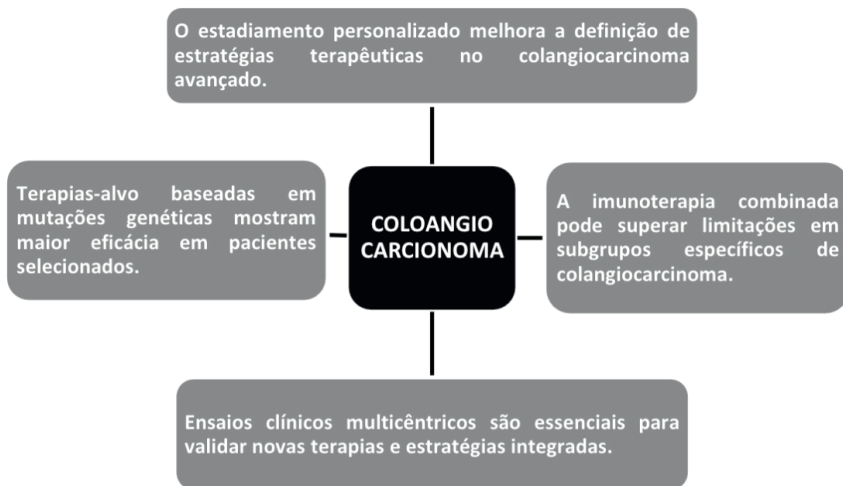 O estadiamento personalizado melhora a definição de
estratégias terapêuticas no colangiocarcinoma
avançado.
Terapias-alvo baseadas em
mutações genéticas mostram
maior eficácia em pacientes
selecionados.
COLOANGIO
CARCIONOMA
A imunoterapia combinada
pode superar limitações em
subgrupos específicos de
colangiocarcinoma.
Ensaios clínicos multicêntricos são essenciais para
validar novas terapias e estratégias integradas.